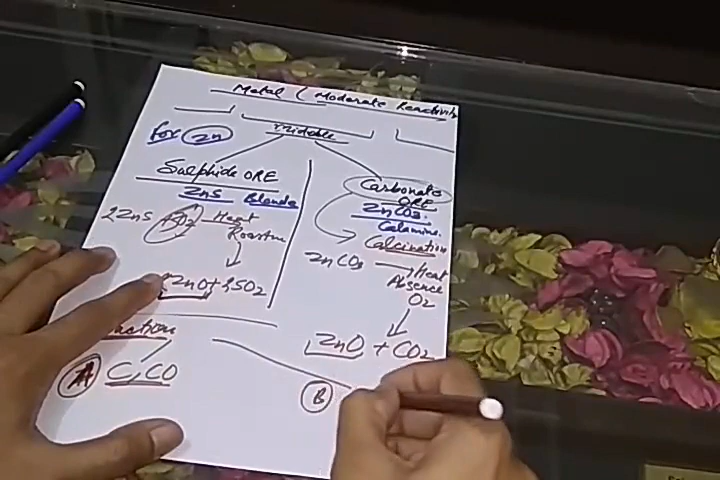 Metal (Moderate Reactivity
middle
for Zn
Sulphide ORE
ZnS Blende
2ZnS +3O2 Heat
Roasting
2ZnO+2SO2
Carbonate
ORE
ZnCO3.
Calamine.
Calcination
ZnCO3 → Heat
Absence
O2
ZnO + CO2
A C, CO
B